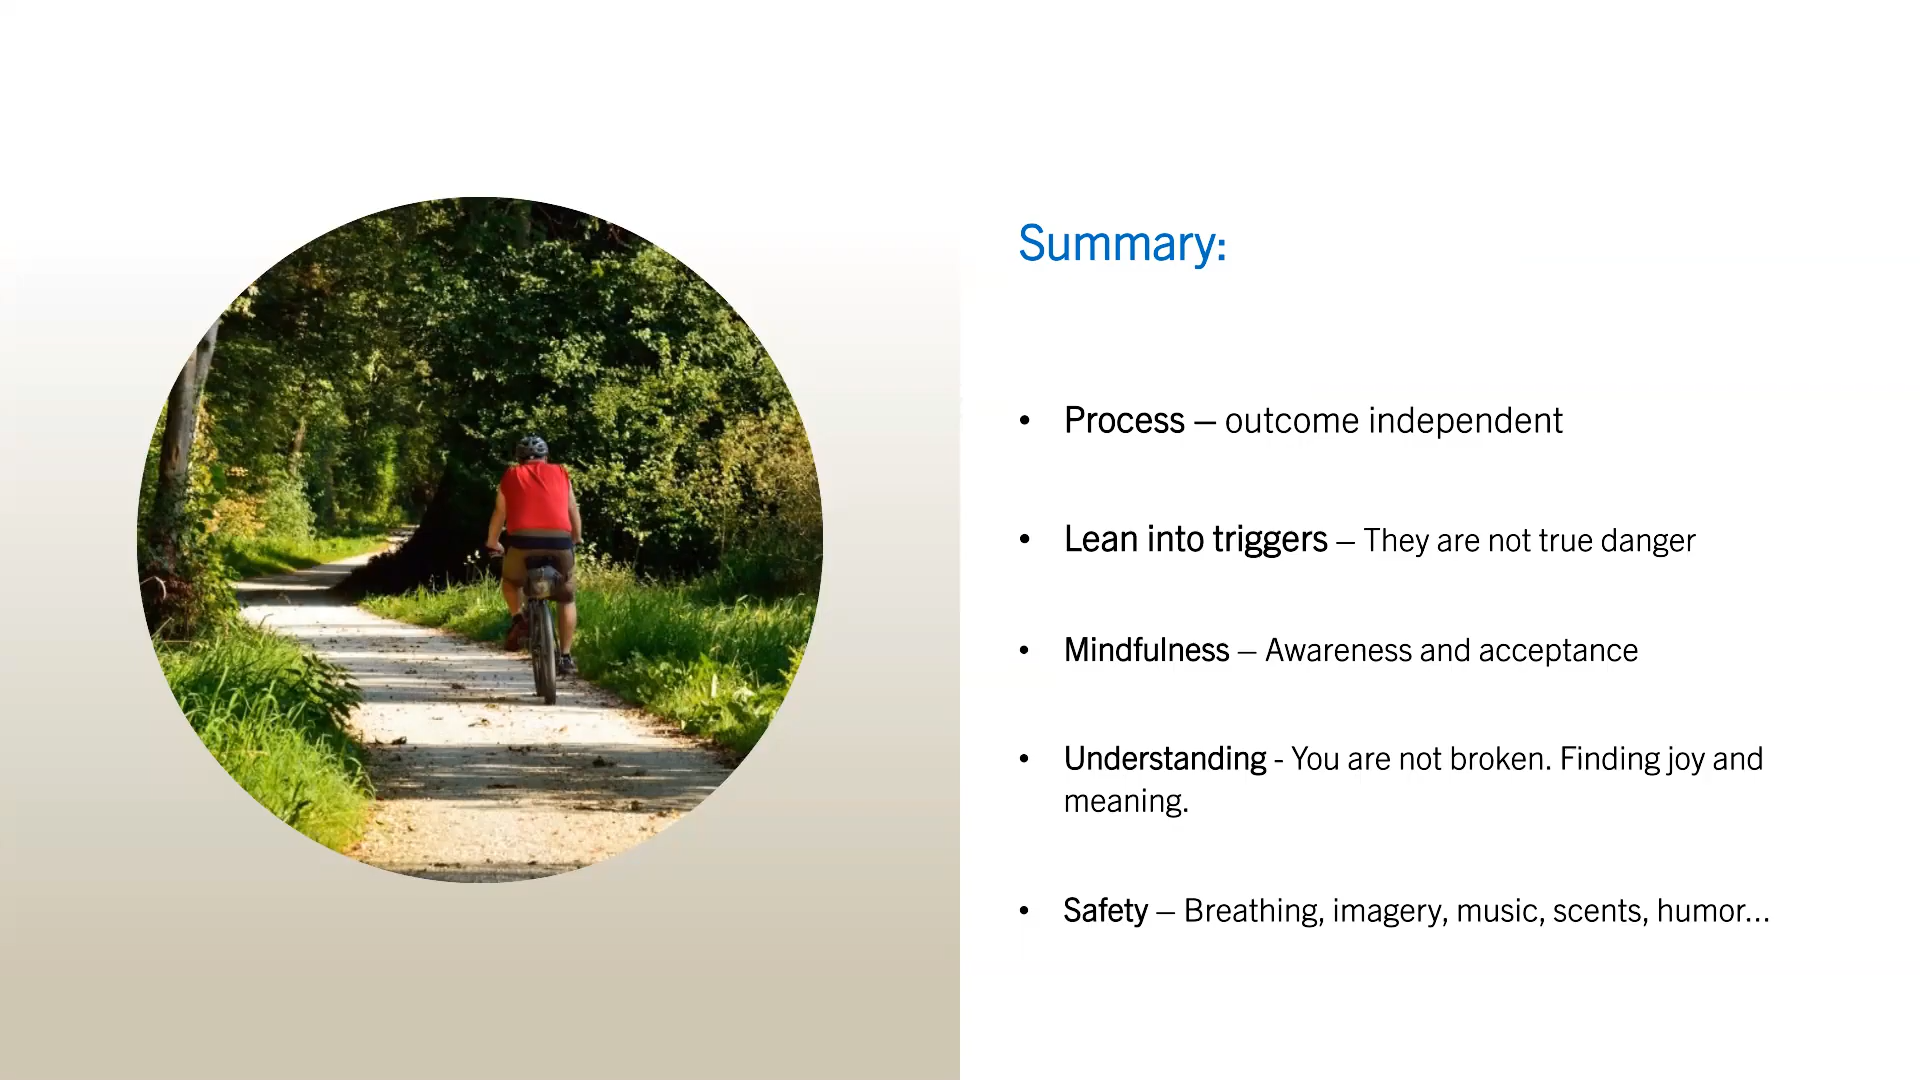 Summary:
• Process – outcome independent
• Lean into triggers – They are not true danger
• Mindfulness – Awareness and acceptance
• Understanding - You are not broken. Finding joy and
meaning.
• Safety – Breathing, imagery, music, scents, humor...